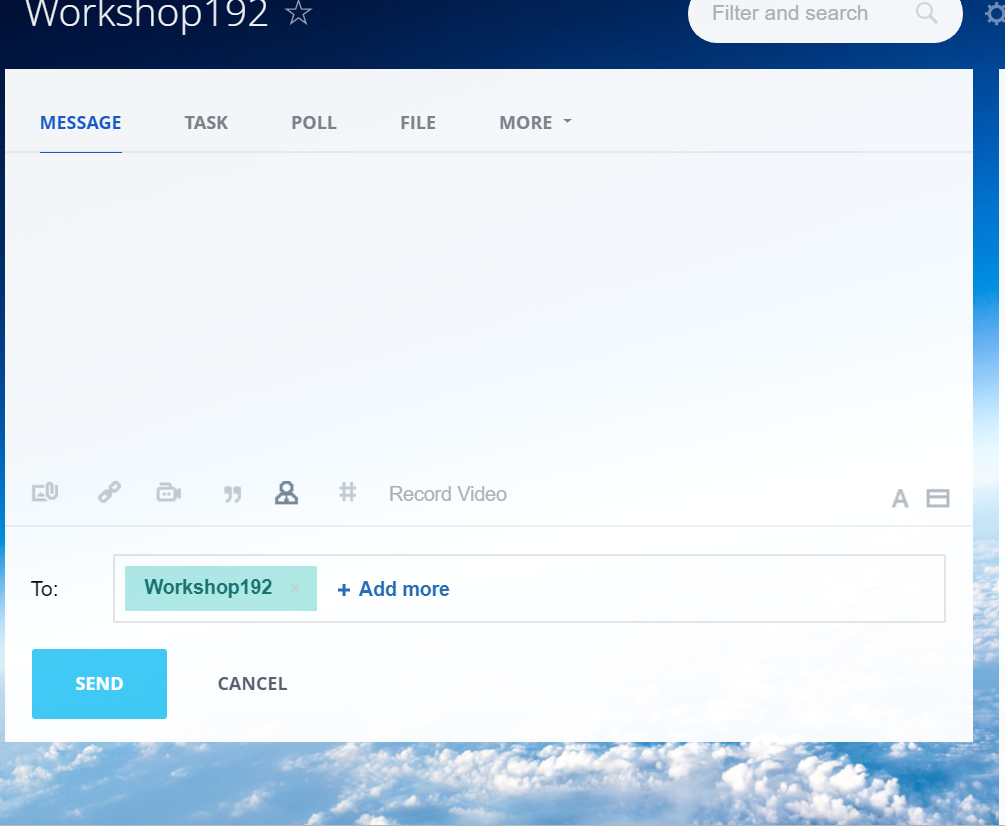 Workshop192
Filter and search
MESSAGE TASK POLL FILE MORE
Record Video
A
To: Workshop192 × + Add more
SEND CANCEL